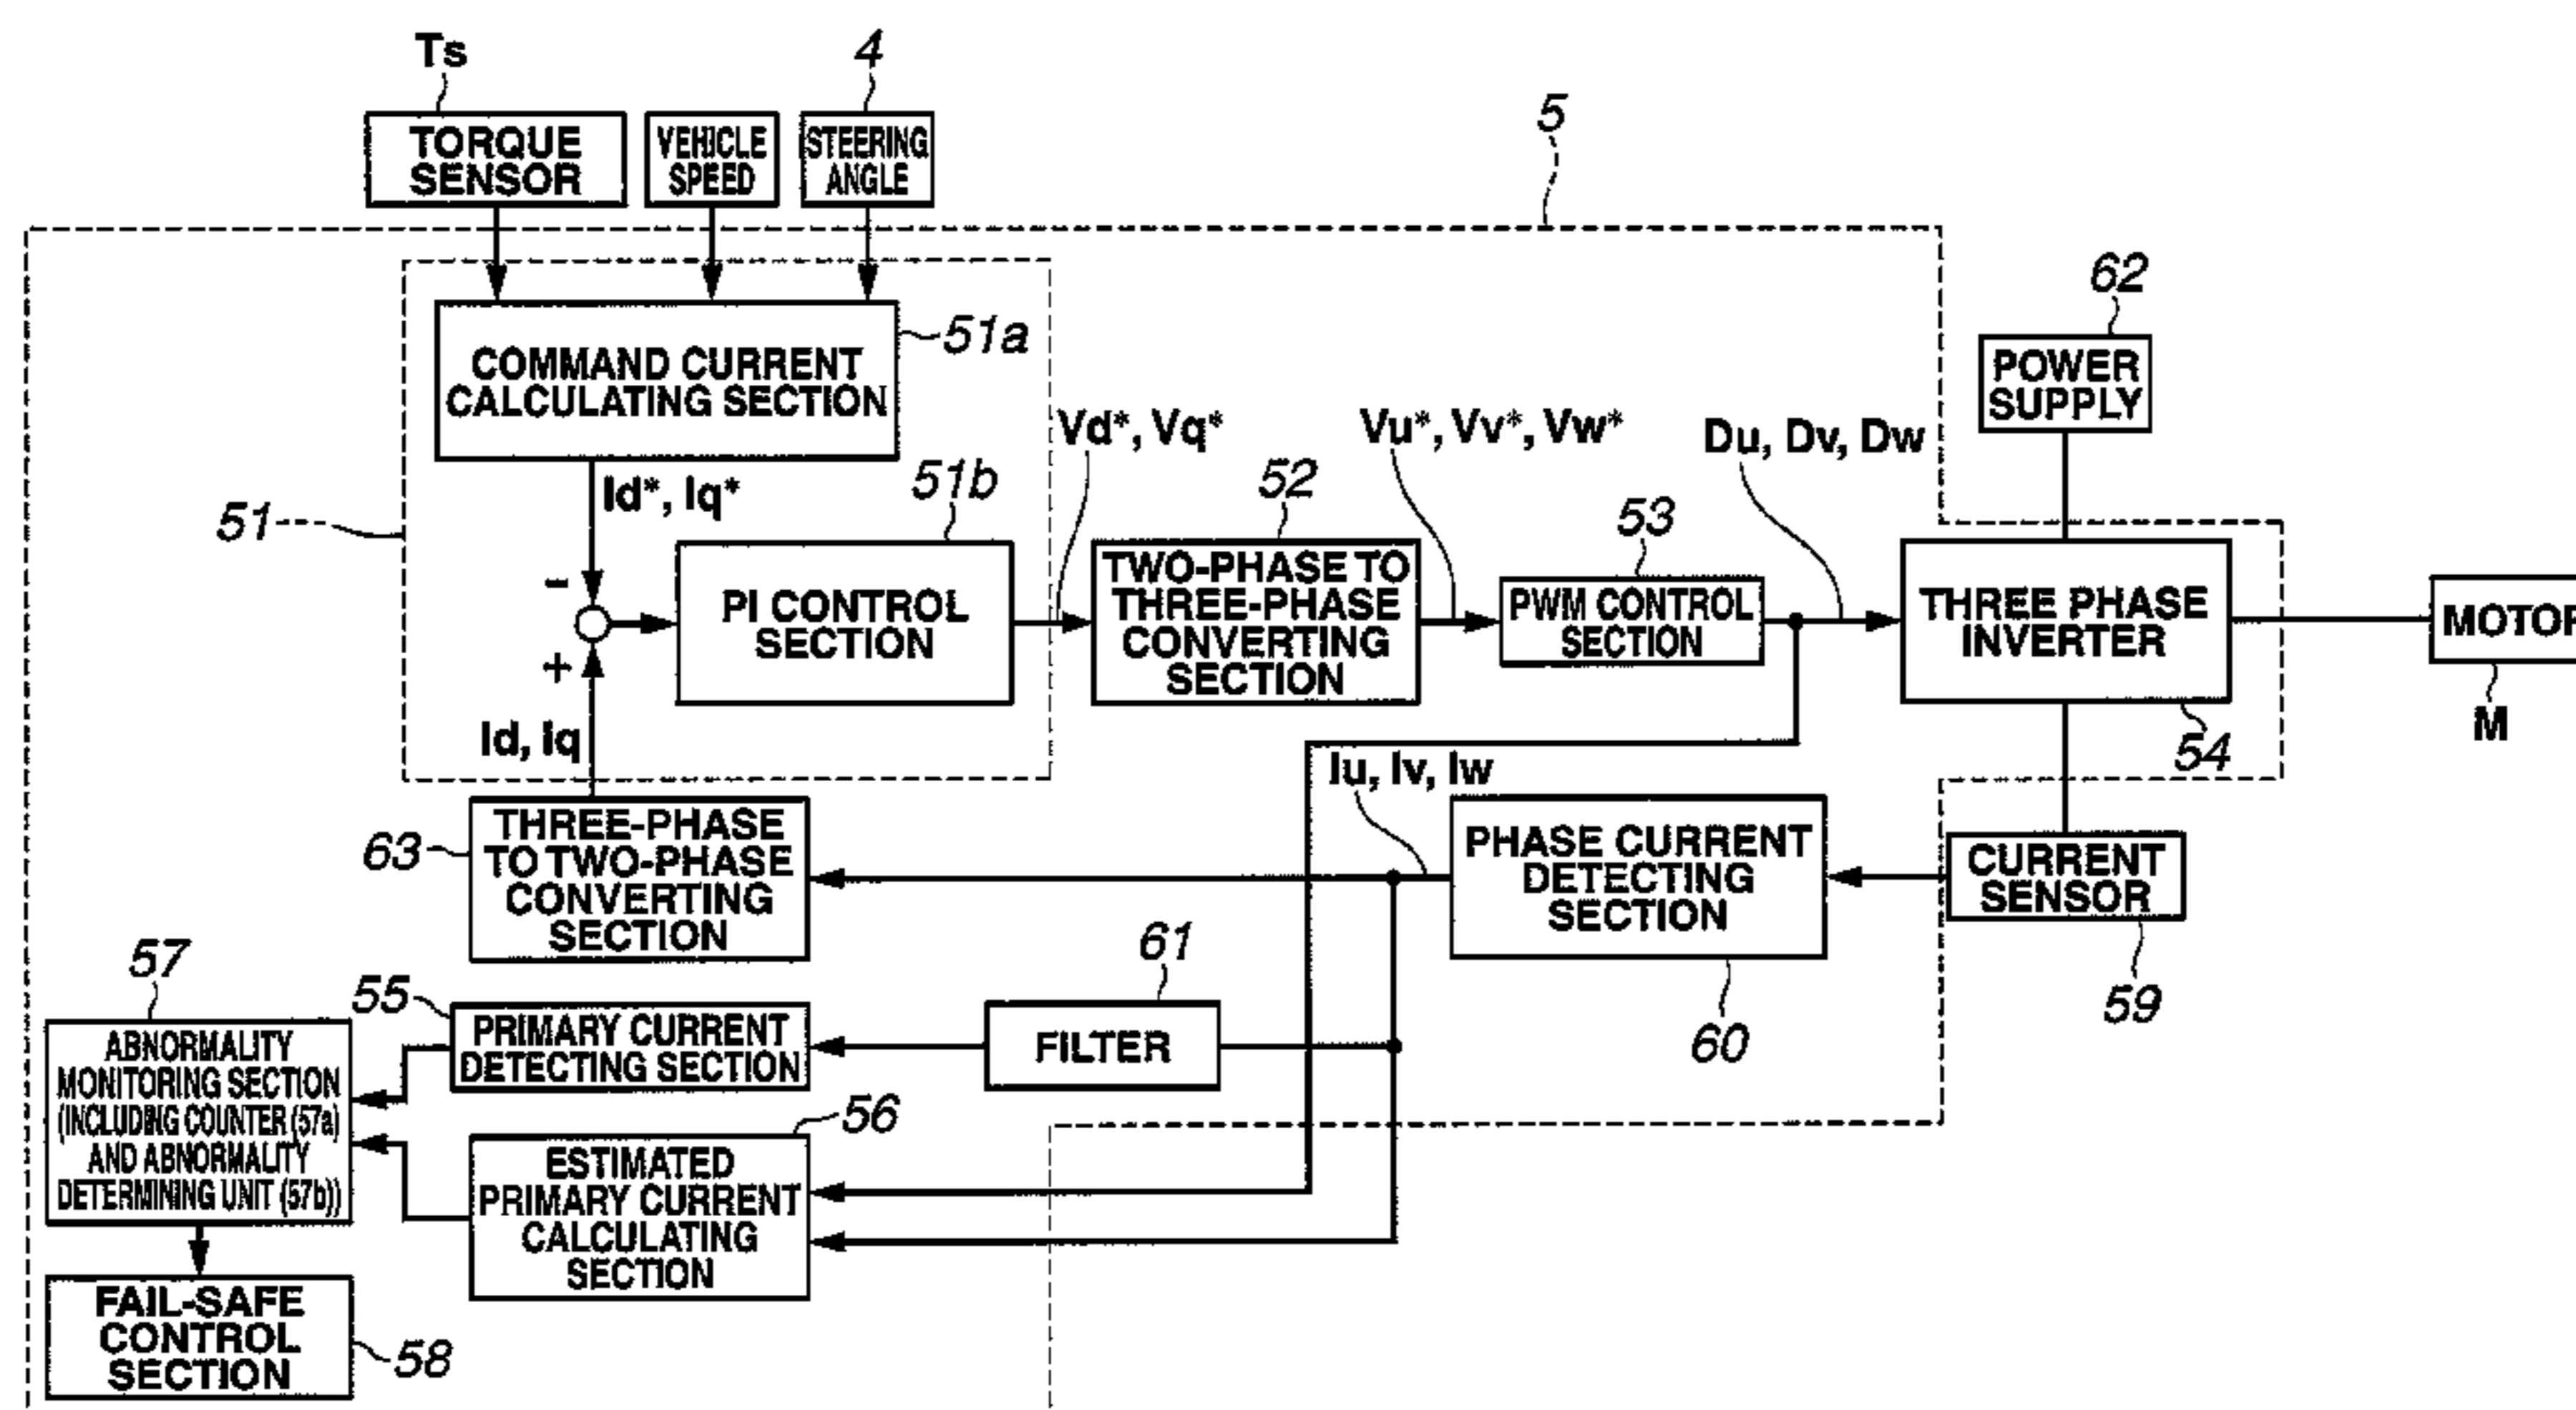 Ts
4
5
TORQUE
SENSOR
VEHICLE
SPEED
STEERING
ANGLE
62
POWER
SUPPLY
51a
COMMAND CURRENT
CALCULATING SECTION
Vd*, Vq*
Vu*, Vv*, Vw*
Du, Dv, Dw
Id*, Iq*
51b
52
53
51
-
PI CONTROL
SECTION
TWO-PHASE TO
THREE-PHASE
CONVERTING
SECTION
PWM CONTROL
SECTION
THREE PHASE
INVERTER
MOTOR
+
M
54
Id, Iq
Iu, Iv, Iw
63
THREE-PHASE
TO TWO-PHASE
CONVERTING
SECTION
PHASE CURRENT
DETECTING
SECTION
CURRENT
SENSOR
57
55
61
60
59
PRIMARY CURRENT
DETECTING SECTION
FILTER
ABNORMALITY
MONITORING SECTION
(INCLUDING COUNTER (57a)
AND ABNORMALITY
DETERMINING UNIT (57b))
56
ESTIMATED
PRIMARY CURRENT
CALCULATING
SECTION
FAIL-SAFE
CONTROL
SECTION
58